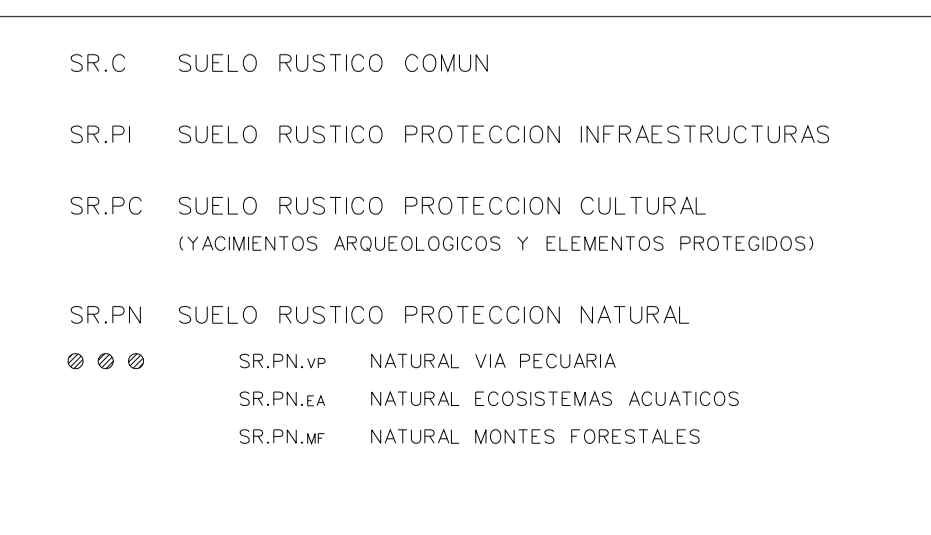 SR.C SUELO RUSTICO COMUN
SR.PI SUELO RUSTICO PROTECCION INFRAESTRUCTURAS
SR.PC SUELO RUSTICO PROTECCION CULTURAL
(YACIMIENTOS ARQUEOLOGICOS Y ELEMENTOS PROTEGIDOS)
SR.PN SUELO RUSTICO PROTECCION NATURAL
SR.PN.VP NATURAL VIA PECUARIA
SR.PN.EA NATURAL ECOSISTEMAS ACUATICOS
SR.PN.MF NATURAL MONTES FORESTALES